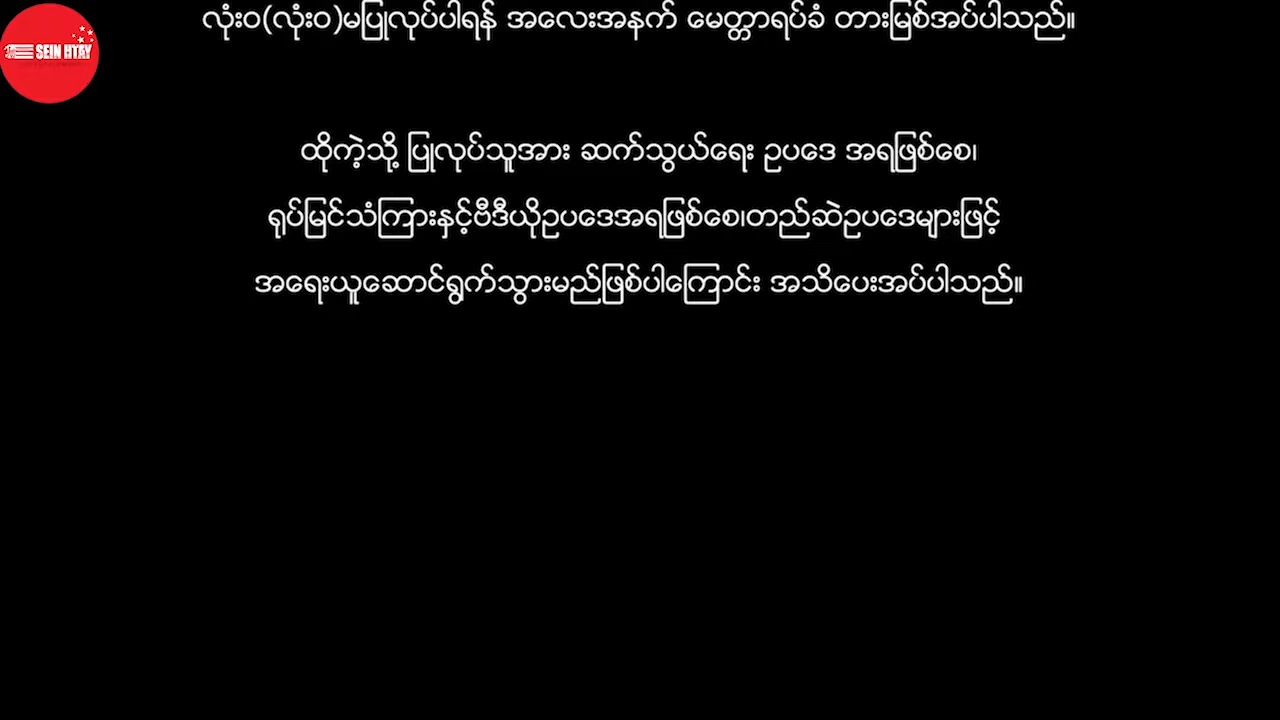 လုံးဝ(လုံးဝ)မပြုလုပ်ပါရန် အလေးအနက် မေတ္တာရပ်ခံ တားမြစ်အပ်ပါသည်။
SEIN HTAY
ထိုကဲ့သို့ ပြုလုပ်သူအား ဆက်သွယ်ရေး ဥပဒေ အရဖြစ်စေ၊
ရုပ်မြင်သံကြားနှင့်ဗီဒီယိုဥပဒေအရဖြစ်စေ၊တည်ဆဲဥပဒေများဖြင့်
အရေးယူဆောင်ရွက်သွားမည်ဖြစ်ပါကြောင်း အသိပေးအပ်ပါသည်။